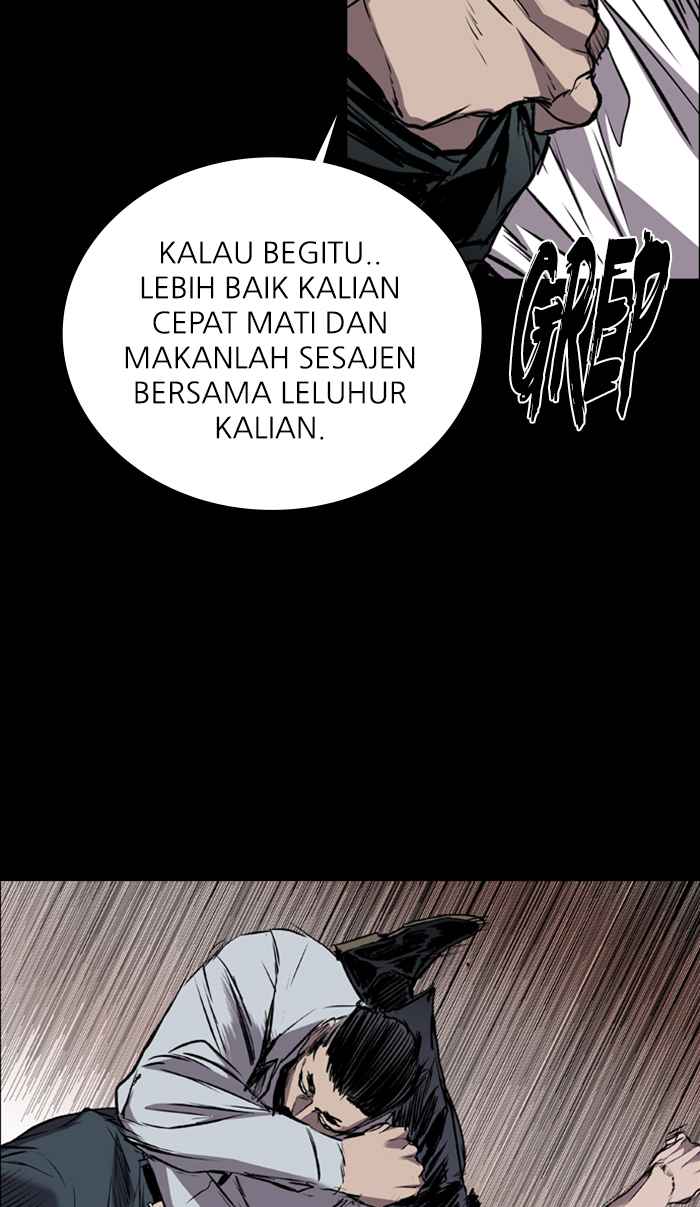 KALAU BEGITU..
LEBIH BAIK KALIAN
CEPAT MATI DAN
MAKANLAH SESAJEN
BERSAMA LELUHUR
KALIAN.
GREP